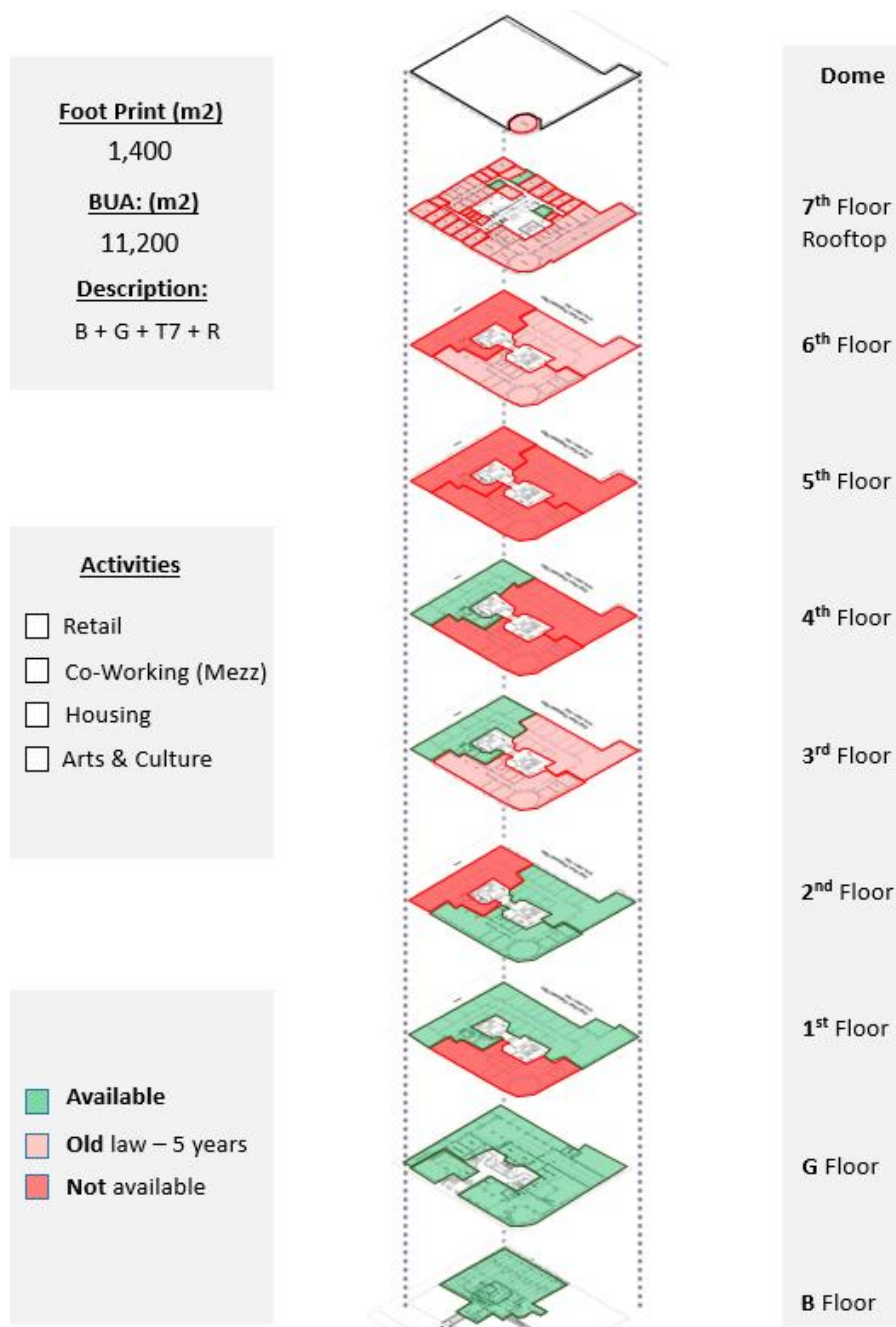 Foot Print (m2)
1,400
BUA: (m2)
11,200
Description:
B + G + T7 + R
Activities
Retail
Co-Working (Mezz)
Housing
Arts & Culture
Available
Old law – 5 years
Not available
Dome
7th Floor
Rooftop
6th Floor
5th Floor
4th Floor
3rd Floor
2nd Floor
1st Floor
G Floor
B Floor